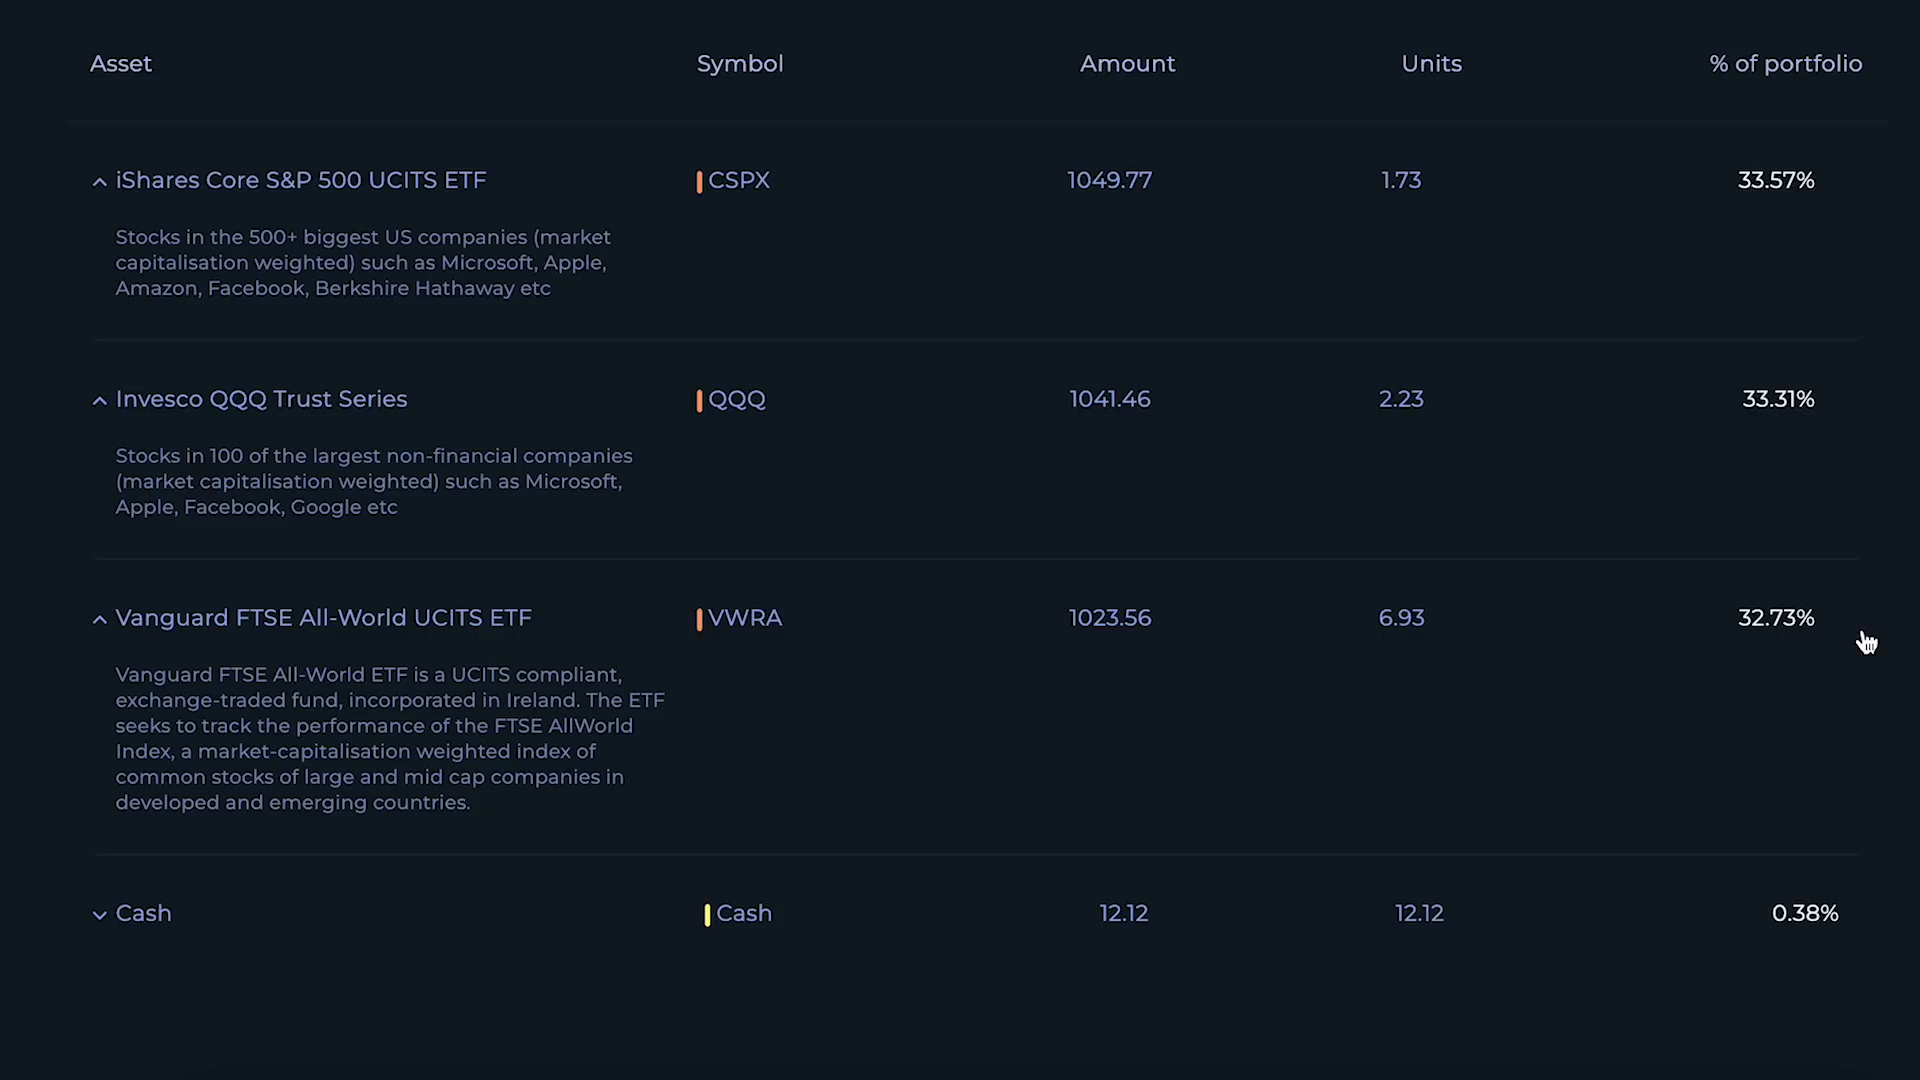 Asset Symbol Amount Units % of portfolio
iShares Core S&P 500 UCITS ETF CSPX 1049.77 1.73 33.57%
Stocks in the 500+ biggest US companies (market
capitalisation weighted) such as Microsoft, Apple,
Amazon, Facebook, Berkshire Hathaway etc
Invesco QQQ Trust Series QQQ 1041.46 2.23 33.31%
Stocks in 100 of the largest non-financial companies
(market capitalisation weighted) such as Microsoft,
Apple, Facebook, Google etc
Vanguard FTSE All-World UCITS ETF VWRA 1023.56 6.93 32.73%
Vanguard FTSE All-World ETF is a UCITS compliant,
exchange-traded fund, incorporated in Ireland. The ETF
seeks to track the performance of the FTSE AllWorld
Index, a market-capitalisation weighted index of
common stocks of large and mid cap companies in
developed and emerging countries.
Cash Cash 12.12 12.12 0.38%